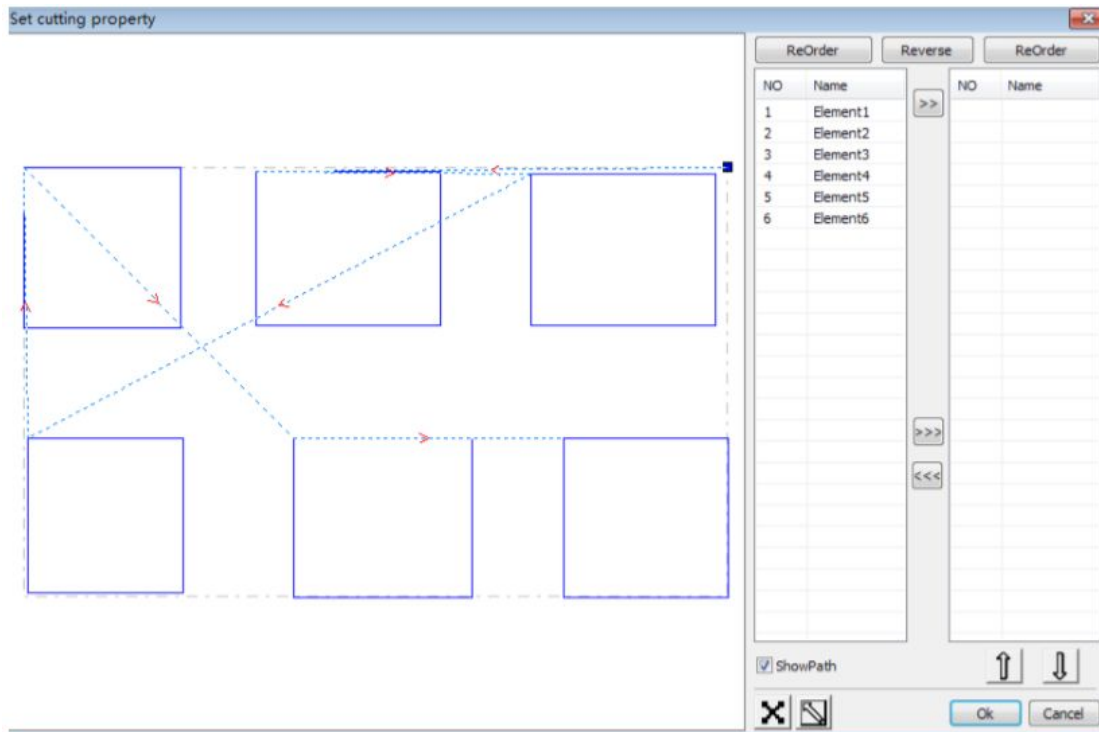 Set cutting property
ReOrder Reverse ReOrder
NO Name NO Name
>>
1 Element1
2 Element2
3 Element3
4 Element4
5 Element5
6 Element6
>>>
<<<
ShowPath
Ok Cancel